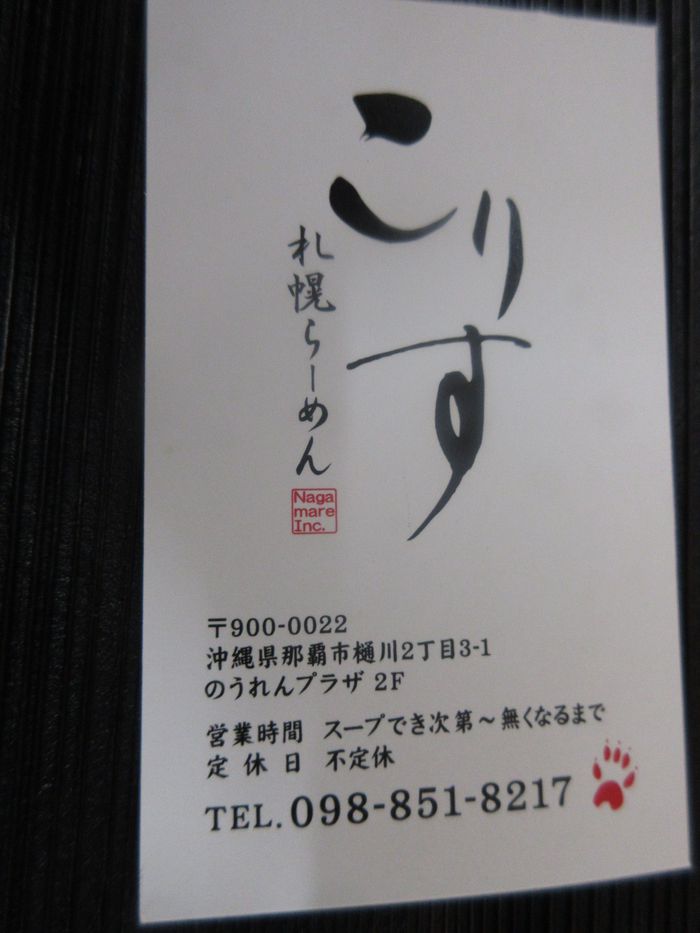 こりす
札幌らーめん
Naga
mare
Inc.
〒900-0022
沖縄県那覇市樋川2丁目3-1
のうれんプラザ 2F
営業時間 スープでき次第～無くなるまで
定休日 不定休
TEL. 098-851-8217